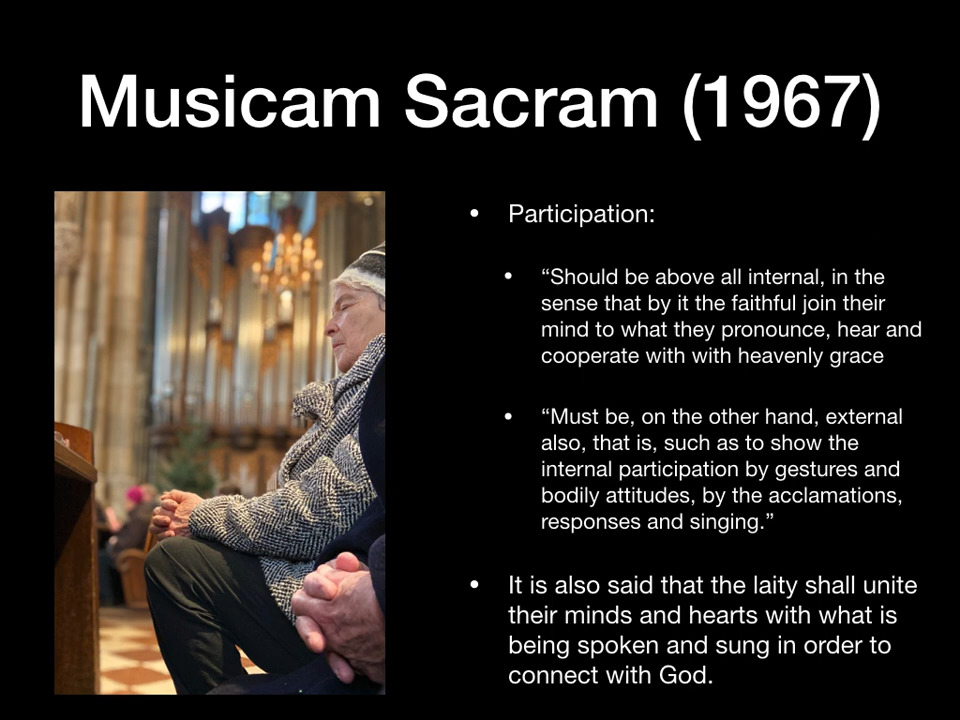 Musicam Sacram (1967)
• Participation:
• “Should be above all internal, in the
sense that by it the faithful join their
mind to what they pronounce, hear and
cooperate with with heavenly grace
• “Must be, on the other hand, external
also, that is, such as to show the
internal participation by gestures and
bodily attitudes, by the acclamations,
responses and singing.”
• It is also said that the laity shall unite
their minds and hearts with what is
being spoken and sung in order to
connect with God.